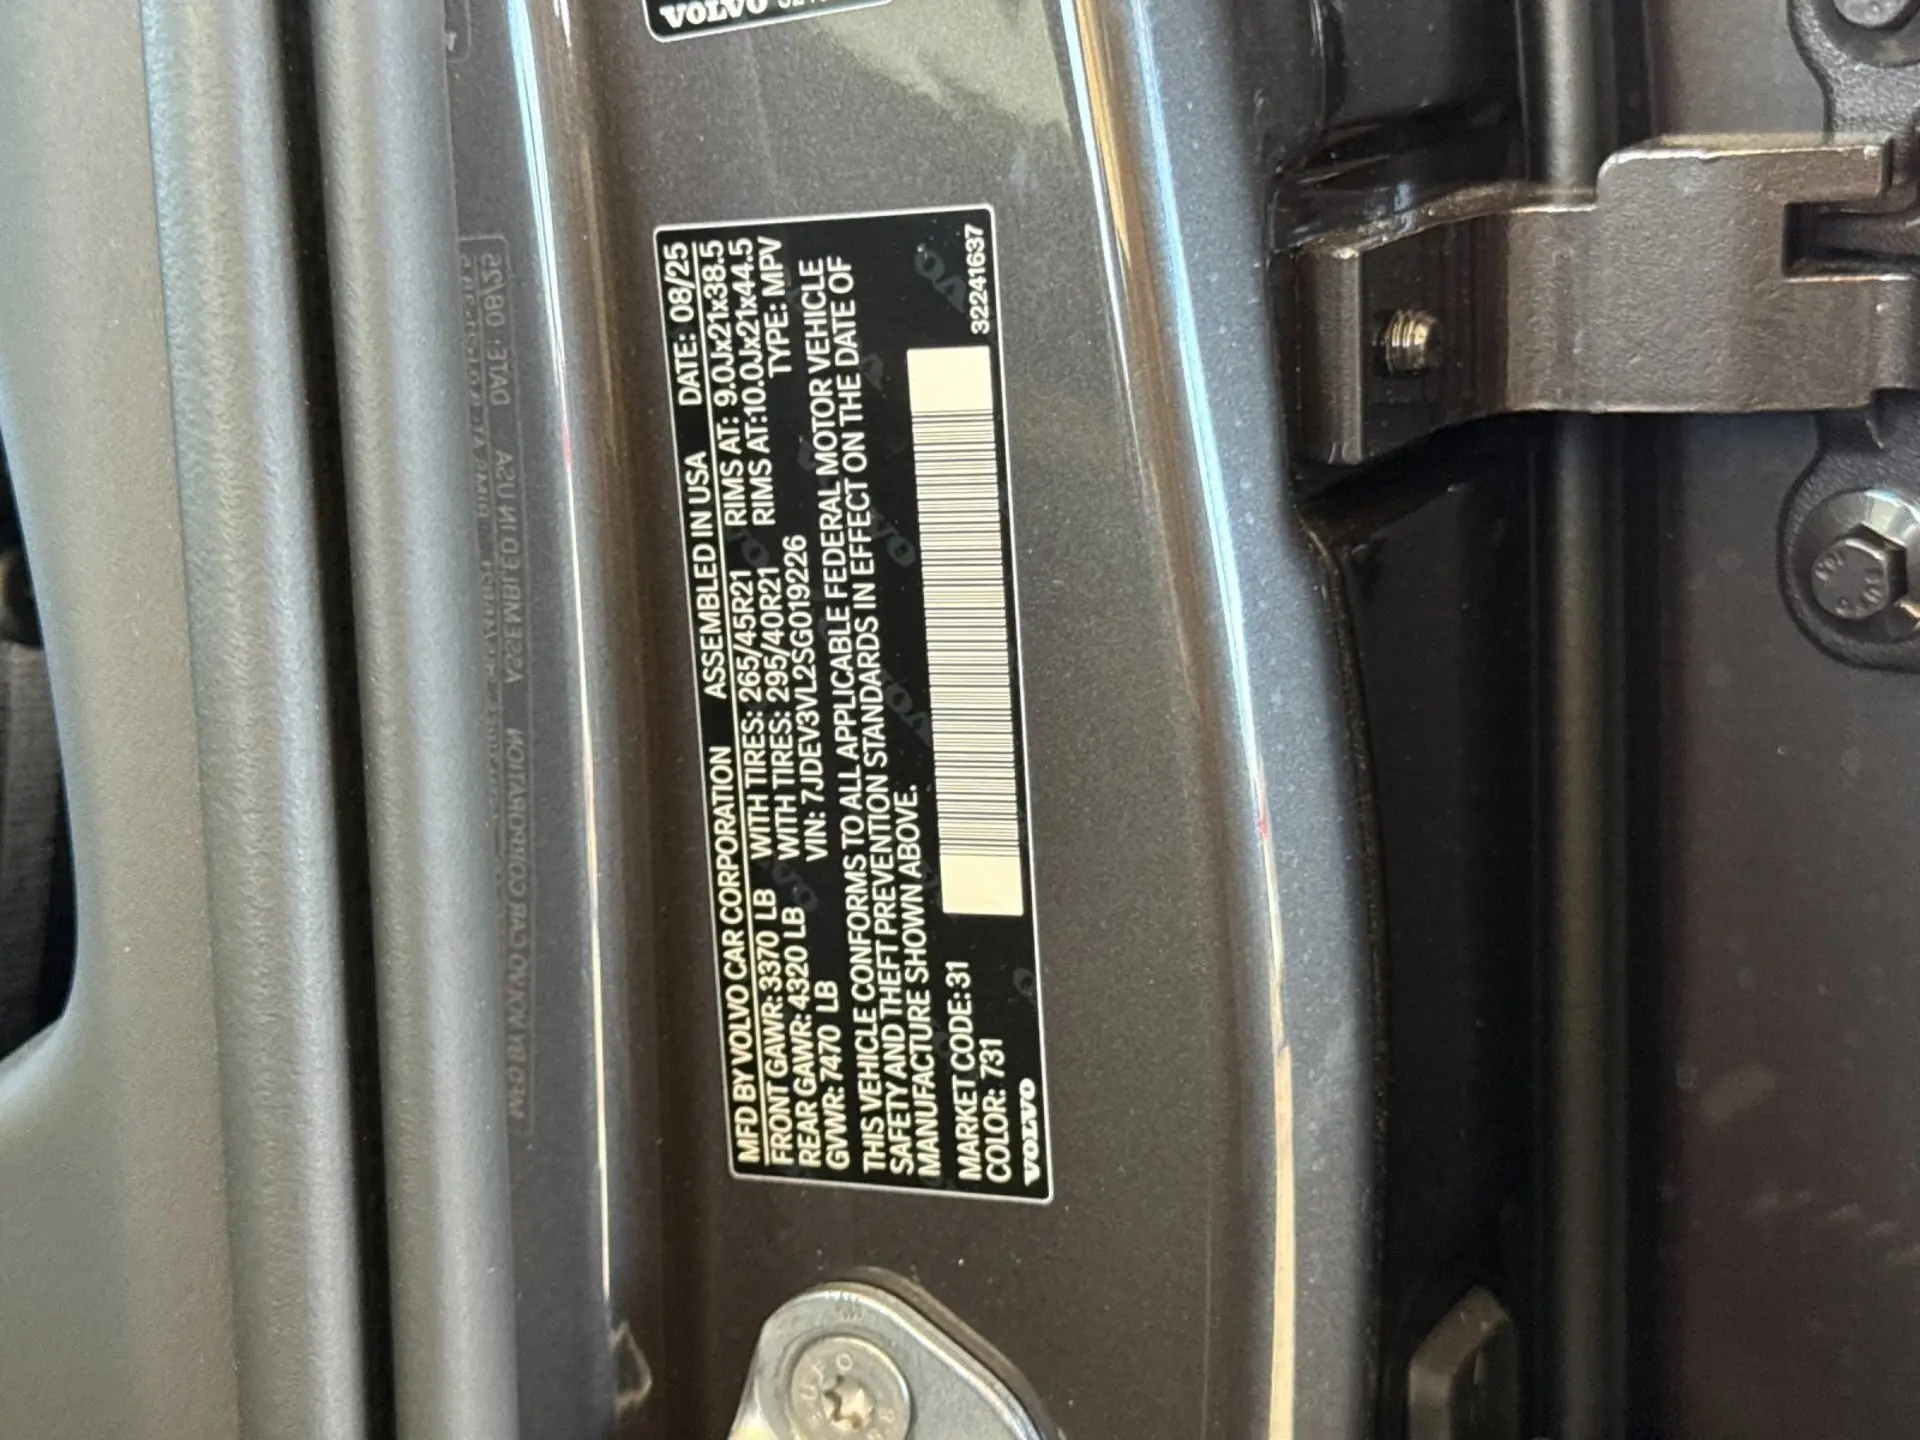 VOLVO
MFD BY VOLVO CAR CORPORATION ASSEMBLED IN USA DATE: 08/25
FRONT GAWR: 3370 LB WITH TIRES: 265/45R21 RIMS AT: 9.0Jx21x38.5
REAR GAWR: 4320 LB WITH TIRES: 295/40R21 RIMS AT:10.0Jx21x44.5
GVWR: 7470 LB VIN: 7JDEV3VL2SG019226 TYPE: MPV
THIS VEHICLE CONFORMS TO ALL APPLICABLE FEDERAL MOTOR VEHICLE
SAFETY AND THEFT PREVENTION STANDARDS IN EFFECT ON THE DATE OF
MANUFACTURE SHOWN ABOVE.
MARKET CODE: 31
COLOR: 731
VOLVO 32241637